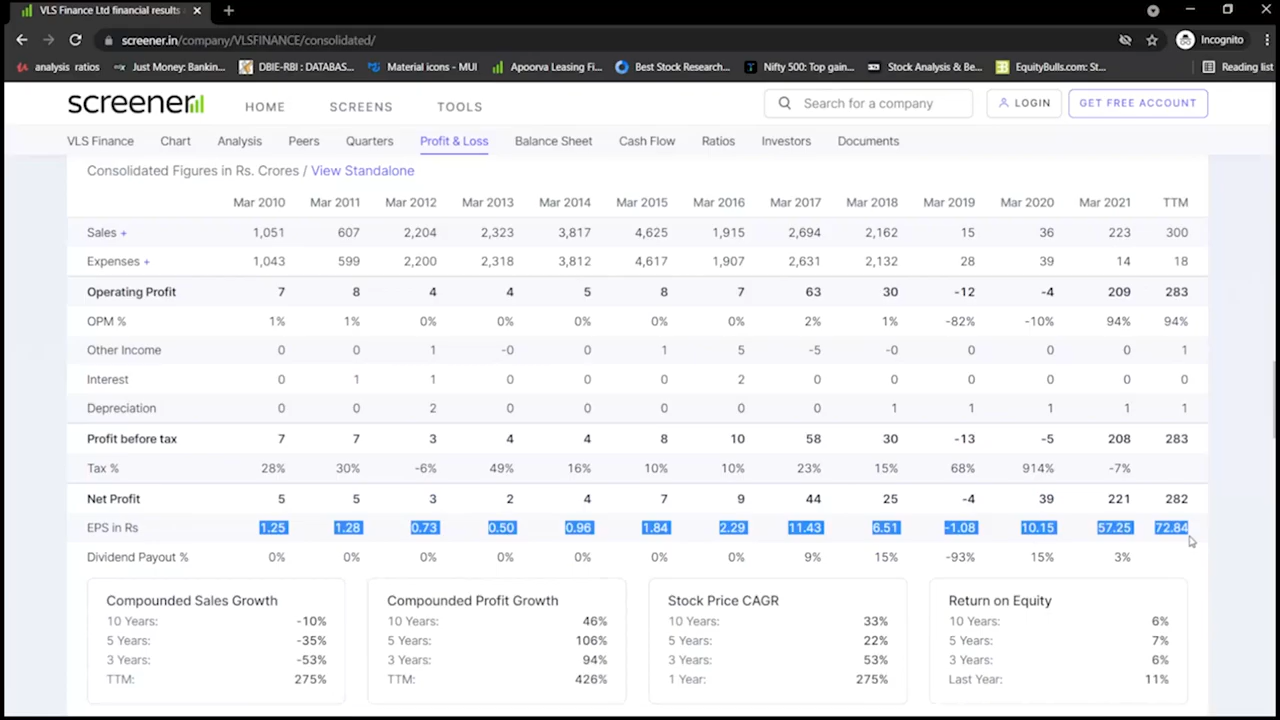 VLS Finance Ltd financial results
screener.in/company/VLSFINANCE/consolidated/ Incognito
analysis ratios Just Money: Bankin... DBIE-RBI : DATABAS... Material icons - MUI Apoorva Leasing Fi... Best Stock Research... Nifty 500: Top gain... Stock Analysis & Be... EquityBulls.com: St... Reading list
screener HOME SCREENS TOOLS Search for a company LOGIN GET FREE ACCOUNT
VLS Finance Chart Analysis Peers Quarters Profit & Loss Balance Sheet Cash Flow Ratios Investors Documents
Consolidated Figures in Rs. Crores / View Standalone
Mar 2010 Mar 2011 Mar 2012 Mar 2013 Mar 2014 Mar 2015 Mar 2016 Mar 2017 Mar 2018 Mar 2019 Mar 2020 Mar 2021 TTM
Sales + 1,051 607 2,204 2,323 3,817 4,625 1,915 2,694 2,162 15 36 223 300
Expenses + 1,043 599 2,200 2,318 3,812 4,617 1,907 2,631 2,132 28 39 14 18
Operating Profit 7 8 4 4 5 8 7 63 30 -12 -4 209 283
OPM % 1% 1% 0% 0% 0% 0% 0% 2% 1% -82% -10% 94% 94%
Other Income 0 0 1 -0 0 1 5 -5 -0 0 0 0 1
Interest 0 1 1 0 0 0 2 0 0 0 0 0 0
Depreciation 0 0 2 0 0 0 0 0 1 1 1 1 1
Profit before tax 7 7 3 4 4 8 10 58 30 -13 -5 208 283
Tax % 28% 30% -6% 49% 16% 10% 10% 23% 15% 68% 914% -7%
Net Profit 5 5 3 2 4 7 9 44 25 -4 39 221 282
EPS in Rs 1.25 1.28 0.73 0.50 0.96 1.84 2.29 11.43 6.51 -1.08 10.15 57.25 72.84
Dividend Payout % 0% 0% 0% 0% 0% 0% 0% 9% 15% -93% 15% 3%
Compounded Sales Growth
10 Years: -10%
5 Years: -35%
3 Years: -53%
TTM: 275%
Compounded Profit Growth
10 Years: 46%
5 Years: 106%
3 Years: 94%
TTM: 426%
Stock Price CAGR
10 Years: 33%
5 Years: 22%
3 Years: 53%
1 Year: 275%
Return on Equity
10 Years: 6%
5 Years: 7%
3 Years: 6%
Last Year: 11%